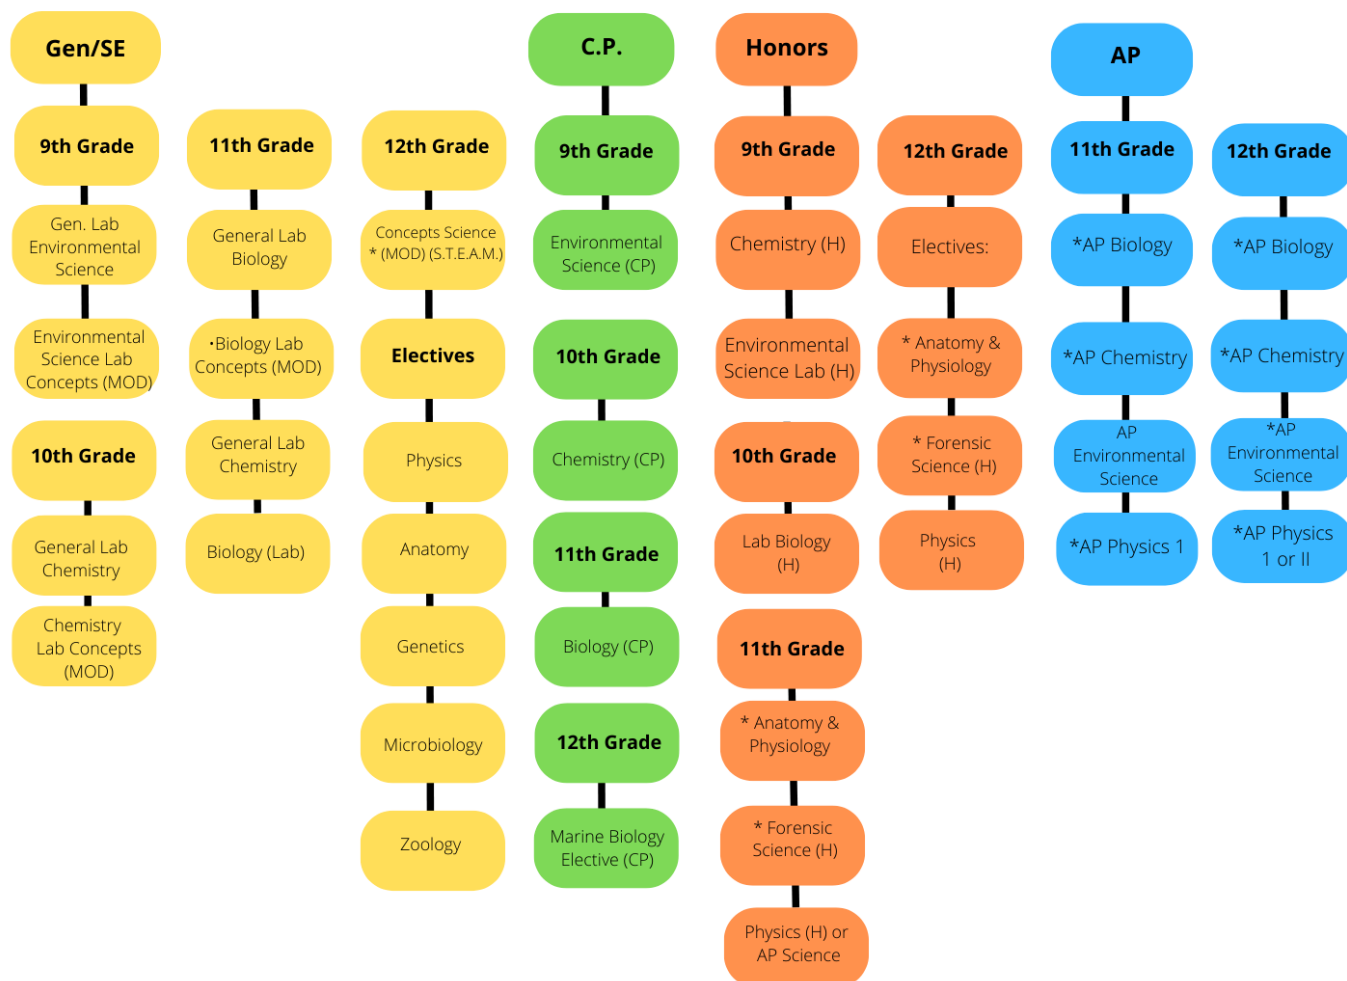 Gen/SE
9th Grade
Gen. Lab
Environmental
Science
Environmental
Science Lab
Concepts (MOD)
10th Grade
General Lab
Chemistry
Chemistry
Lab Concepts
(MOD)
11th Grade
General Lab
Biology
•Biology Lab
Concepts (MOD)
General Lab
Chemistry
Biology (Lab)
12th Grade
Concepts Science
* (MOD) (S.T.E.A.M.)
Electives
Physics
Anatomy
Genetics
Microbiology
Zoology
C.P.
9th Grade
Environmental
Science (CP)
10th Grade
Chemistry (CP)
11th Grade
Biology (CP)
12th Grade
Marine Biology
Elective (CP)
Honors
9th Grade
Chemistry (H)
Environmental
Science Lab (H)
10th Grade
Lab Biology
(H)
11th Grade
* Anatomy &
Physiology
* Forensic
Science (H)
Physics (H) or
AP Science
12th Grade
Electives:
* Anatomy &
Physiology
* Forensic
Science (H)
Physics
(H)
AP
11th Grade
*AP Biology
*AP Chemistry
AP
Environmental
Science
*AP Physics 1
12th Grade
*AP Biology
*AP Chemistry
*AP
Environmental
Science
*AP Physics
1 or II